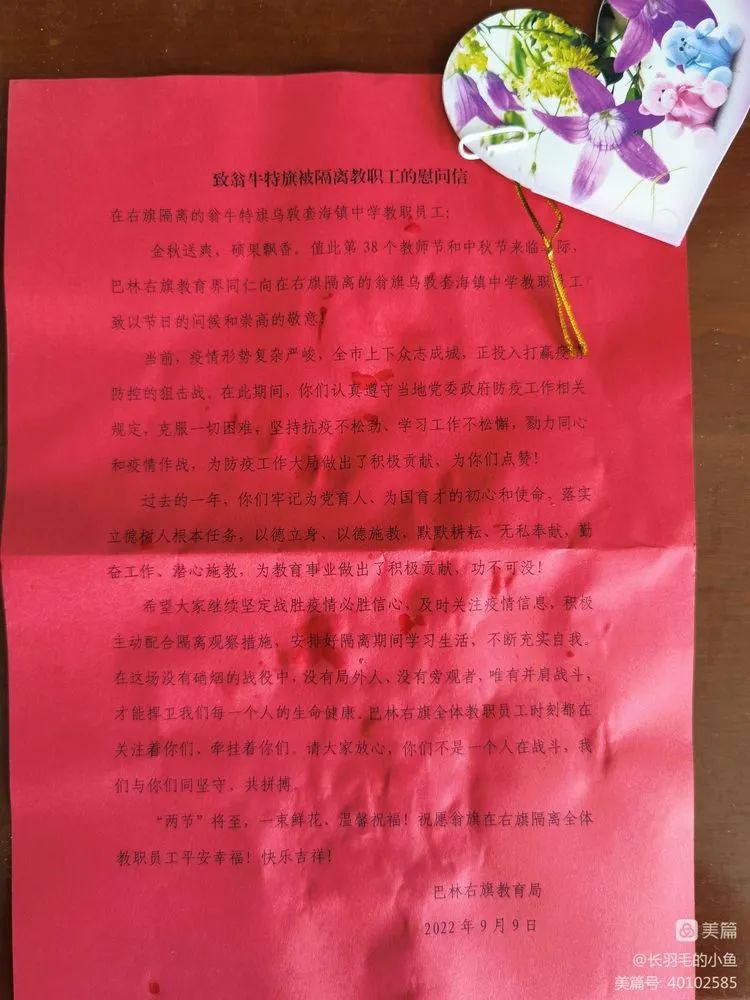 致翁牛特旗被隔离教职工的慰问信
在右旗隔离的翁牛特旗乌敦套海镇中学教职员工：
金秋送爽，硕果飘香。值此第38个教师节和中秋节来临之际，
巴林右旗教育界同仁向在右旗隔离的翁旗乌敦套海镇中学教职员工
致以节日的问候和崇高的敬意！
当前，疫情形势复杂严峻，全市上下众志成城，正投入打赢疫情
防控的狙击战。在此期间，你们认真遵守当地党委政府防疫工作相关
规定，克服一切困难，坚持抗疫不松劲、学习工作不松懈，勠力同心
和疫情作战，为防疫工作大局做出了积极贡献、为你们点赞！
过去的一年，你们牢记为党育人、为国育才的初心和使命，落实
立德树人根本任务，以德立身、以德施教，默默耕耘、无私奉献，勤
奋工作、潜心施教，为教育事业做出了积极贡献，功不可没！
希望大家继续坚定战胜疫情必胜信心，及时关注疫情信息，积极
主动配合隔离观察措施，安排好隔离期间学习生活，不断充实自我。
在这场没有硝烟的战役中，没有局外人、没有旁观者，唯有并肩战斗，
才能捍卫我们每一个人的生命健康。巴林右旗全体教职员工时刻都在
关注着你们、牵挂着你们。请大家放心，你们不是一个人在战斗，我
们与你们同坚守、共拼搏。
“两节”将至，一束鲜花、温馨祝福！祝愿翁旗在右旗隔离全体
教职员工平安幸福！快乐吉祥！
巴林右旗教育局
2022年9月9日
美篇
@长羽毛的小鱼
美篇号: 40102585